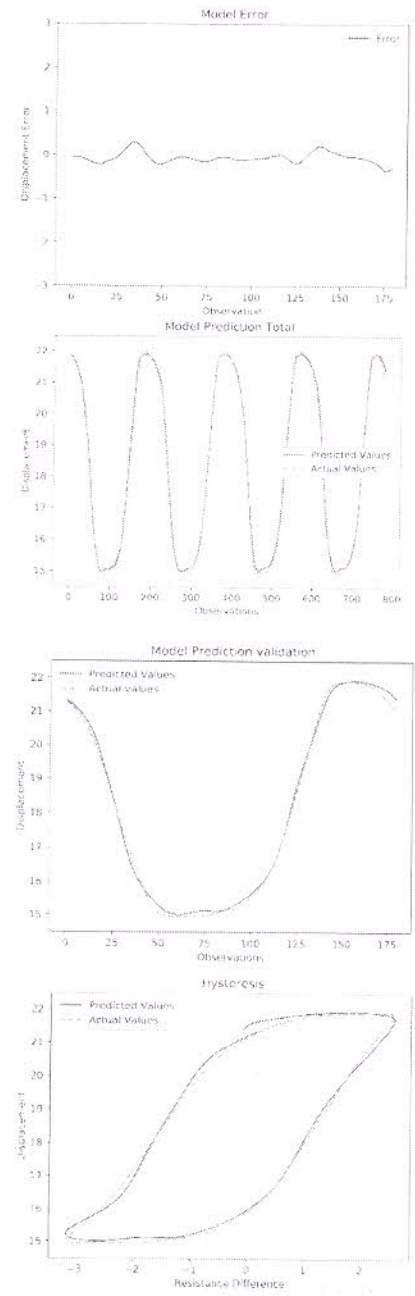 Model Error
3
Error
2
1
0
−1
2
3
0 25 50 75 100 125 150 175
Displacement Error
Observation
Model Prediction Total
22
21
20
19
18
17
16
15
Displacement
Predicted Values
Actual Values
0 100 200 300 400 500 600 700 800
Observations
Model Prediction validation
Predicted Values
Actual values
22
21
20
19
18
17
16
15
Displacement
0 25 50 75 100 125 150 175
Observations
Hysteresis
Predicted Values
Actual Values
22
21
20
19
18
17
16
15
Displacement
−3 −2 −1 0 1 2
Resistance Difference